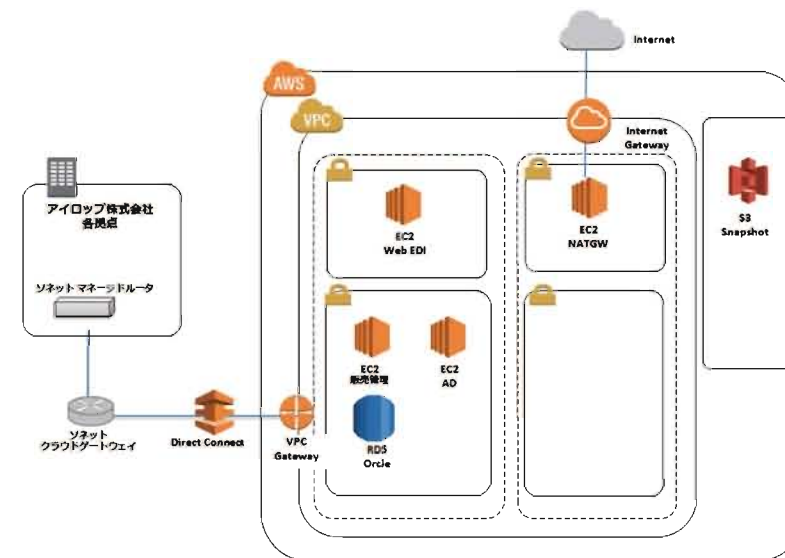 Internet
AWS
VPC
Internet
Gateway
アイロップ株式会社
各拠点
ソネット マネージドルータ
EC2
Web EDI
EC2
NATGW
S3
Snapshot
EC2
販売管理
EC2
AD
RDS
Orcle
ソネット
クラウドゲートウェイ
Direct Connect
VPC
Gateway